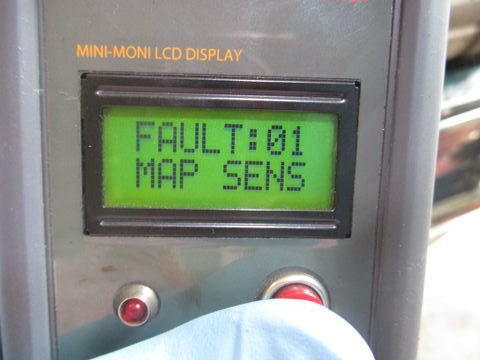 MINI-MONI LCD DISPLAY
FAULT:01
MAP SENS